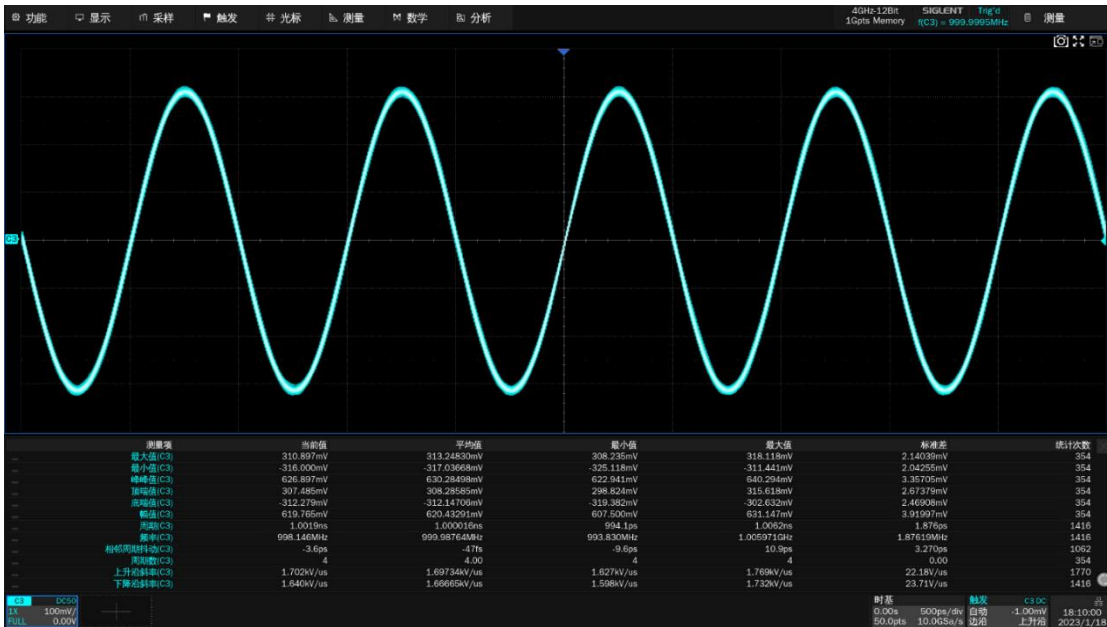 功能 显示 采样 触发 光标 测量 数学 分析 4GHz-12Bit SIGLENT Trig'd 测量
1Gpts Memory f(C3) = 999.9995MHz
C3
测量项 当前值 平均值 最小值 最大值 标准差 统计次数
最大值(C3) 310.897mV 313.24830mV 308.235mV 318.118mV 2.14039mV 354
最小值(C3) -316.000mV -317.03668mV -325.118mV -311.441mV 2.04255mV 354
峰峰值(C3) 626.897mV 630.28498mV 622.941mV 640.294mV 3.35705mV 354
顶端值(C3) 307.485mV 308.28585mV 298.824mV 315.618mV 2.67379mV 354
底端值(C3) -312.279mV -312.14706mV -319.382mV -302.632mV 2.46908mV 354
幅值(C3) 619.765mV 620.43291mV 607.500mV 631.147mV 3.91997mV 354
周期(C3) 1.0019ns 1.000016ns 994.1ps 1.0062ns 1.876ps 1416
频率(C3) 998.146MHz 999.98764MHz 993.830MHz 1.005971GHz 1.87619MHz 1416
相邻周期抖动(C3) -3.6ps -47fs -9.6ps 10.9ps 3.270ps 1062
周期数(C3) 4 4.00 4 4 0.00 354
上升沿斜率(C3) 1.702kV/us 1.69734kV/us 1.627kV/us 1.769kV/us 22.18V/us 1770
下降沿斜率(C3) 1.640kV/us 1.66665kV/us 1.598kV/us 1.732kV/us 23.71V/us 1416
C3 DC50 时基 触发 C3 DC
1X 100mV/ 0.00s 500ps/div 自动 -1.00mV 18:10:00
FULL 0.00V 50.0pts 10.0GSa/s 边沿 上升沿 2023/1/18